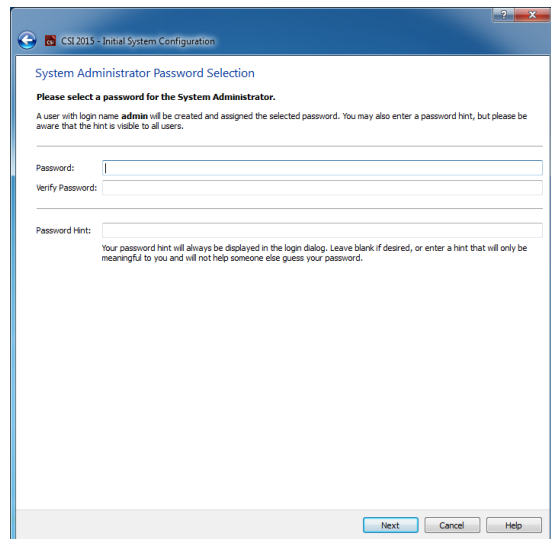 ?
X
CSI 2015 - Initial System Configuration
System Administrator Password Selection
Please select a password for the System Administrator.
A user with login name admin will be created and assigned the selected password. You may also enter a password hint, but please be
aware that the hint is visible to all users.
Password:
Verify Password:
Password Hint:
Your password hint will always be displayed in the login dialog. Leave blank if desired, or enter a hint that will only be
meaningful to you and will not help someone else guess your password.
Next Cancel Help